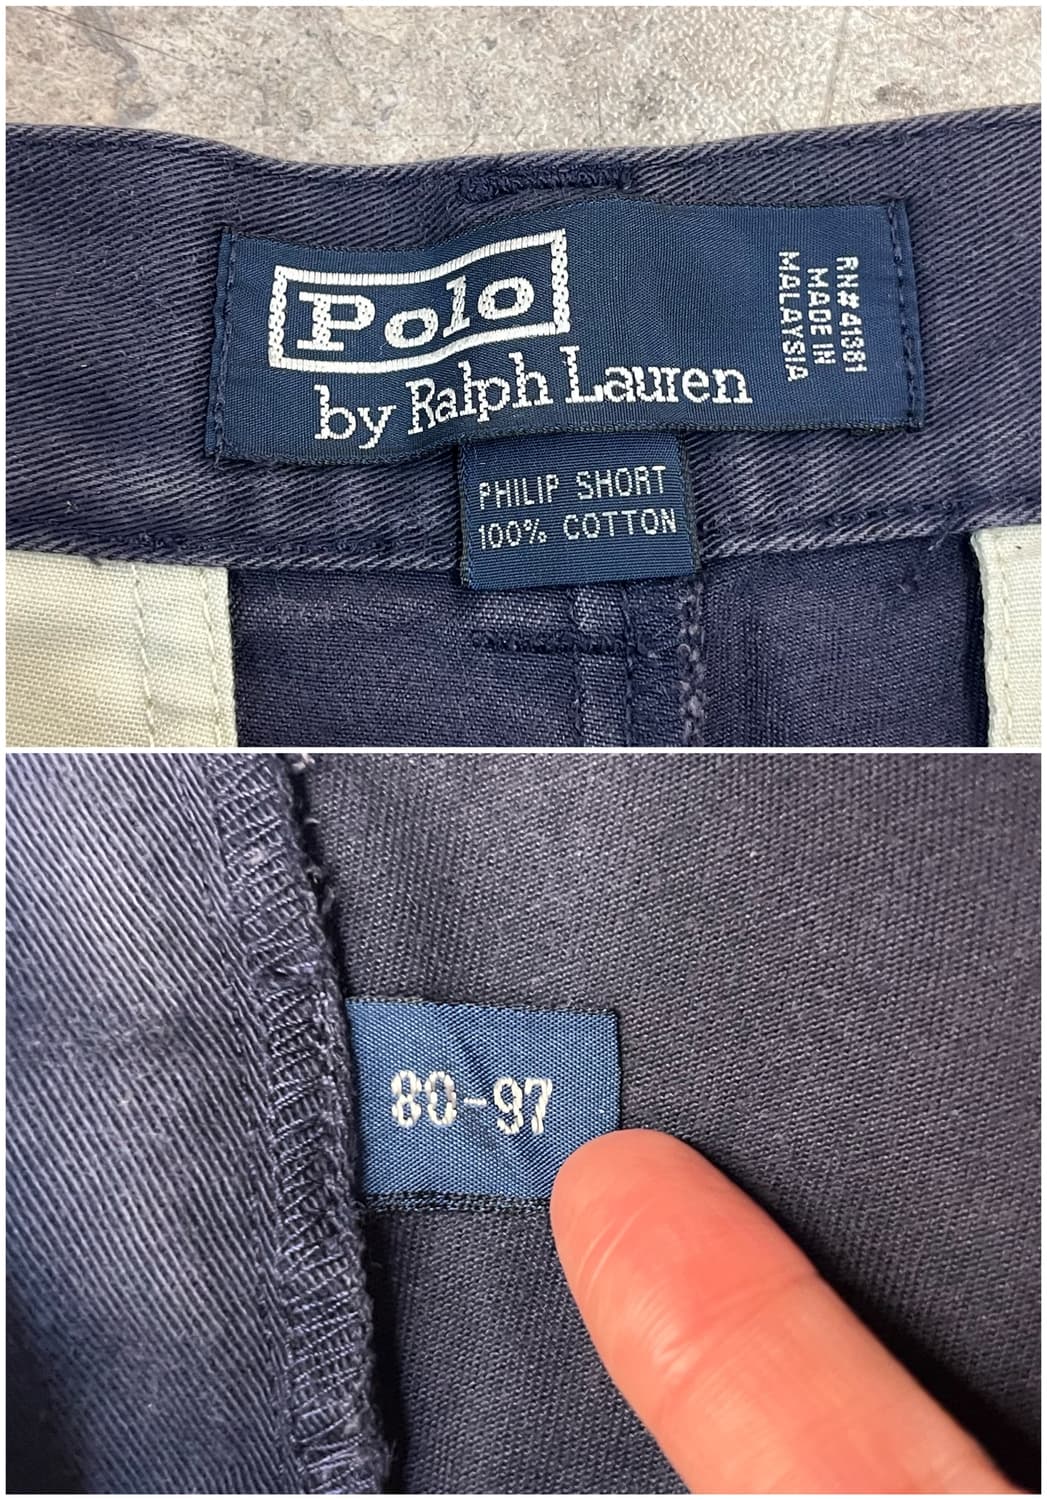 Polo
by Ralph Lauren
RN#41381
MADE IN
MALAYSIA
PHILIP SHORT
100% COTTON
80-97